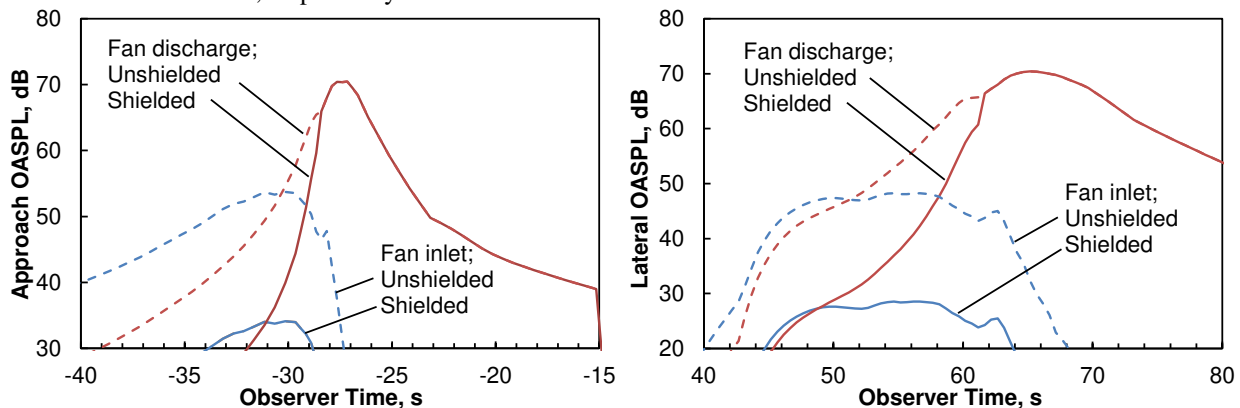 Approach OASPL, dB
80
70
60
50
40
30
Fan discharge;
Unshielded
Shielded
Fan inlet;
Unshielded
Shielded
-40
-35
-30
-25
-20
-15
Observer Time, s
Lateral OASPL, dB
80
70
60
50
40
30
20
Fan discharge;
Unshielded
Shielded
Fan inlet;
Unshielded
Shielded
40
50
60
70
80
Observer Time, s